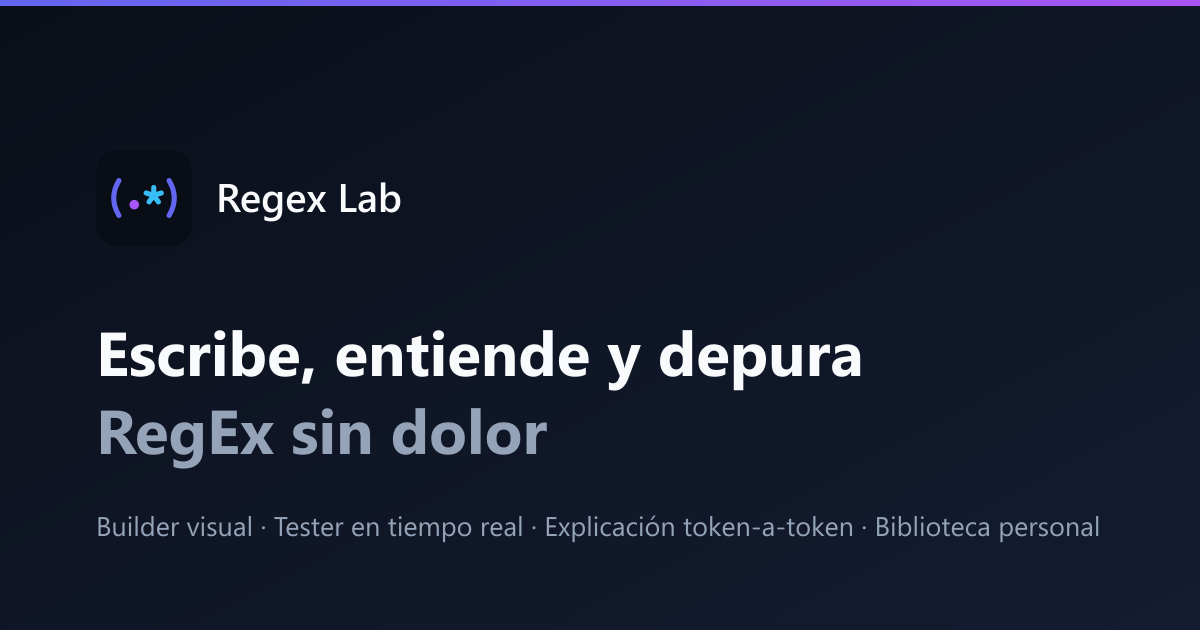 (.*)
Regex Lab
Escribe, entiende y depura
RegEx sin dolor
Builder visual · Tester en tiempo real · Explicación token-a-token · Biblioteca personal